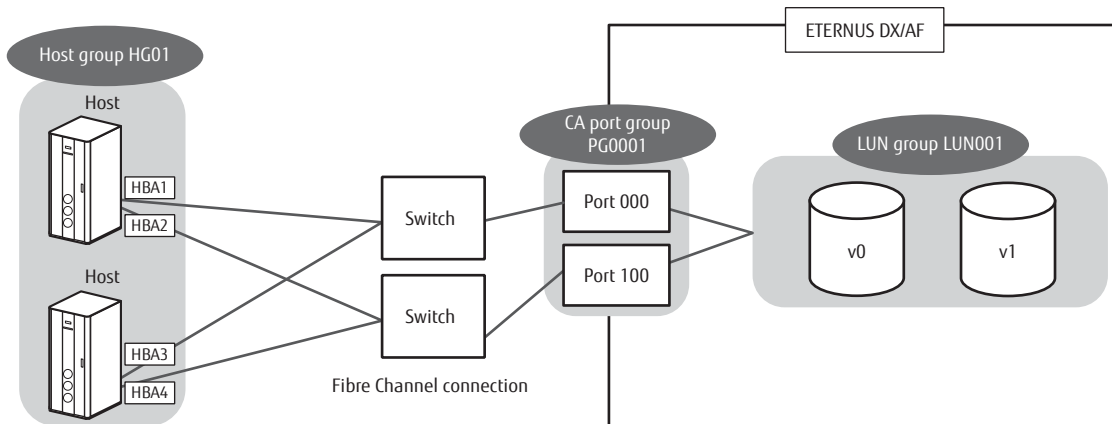 ETERNUS DX/AF
Host group HG01
Host
HBA1
HBA2
Host
HBA3
HBA4
Switch
Switch
Fibre Channel connection
CA port group
PG0001
Port 000
Port 100
LUN group LUN001
v0
v1